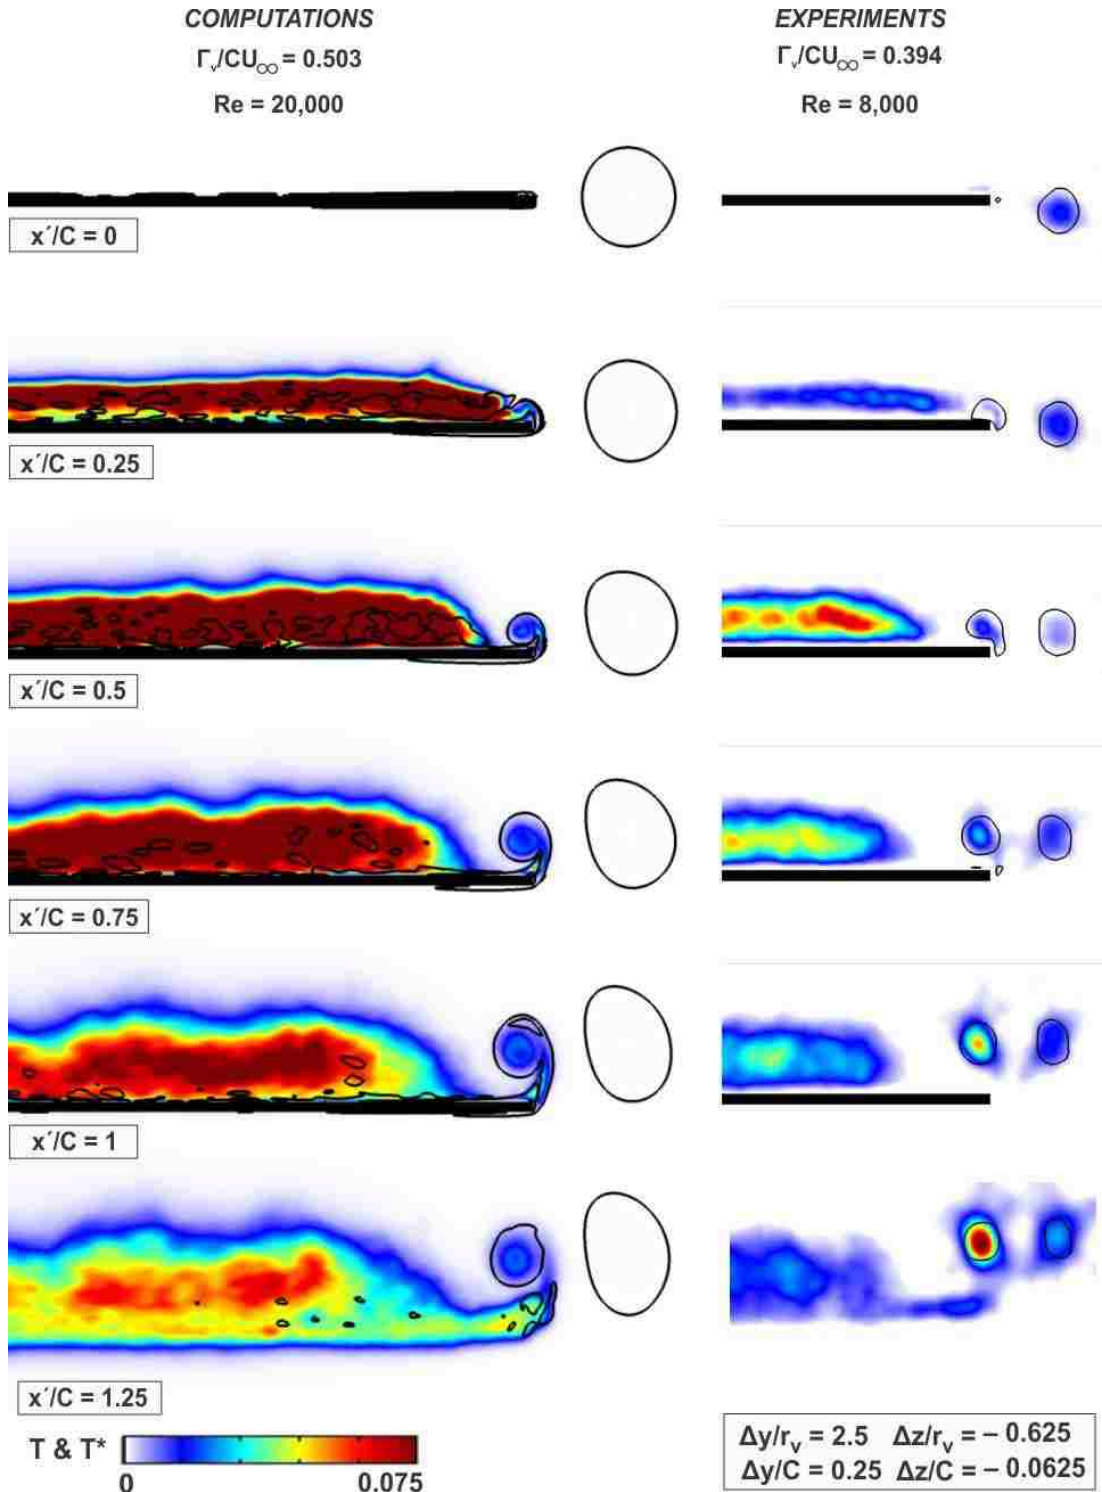 COMPUTATIONS
Γᵥ/CU∞ = 0.503
Re = 20,000
EXPERIMENTS
Γᵥ/CU∞ = 0.394
Re = 8,000
x´/C = 0
x´/C = 0.25
x´/C = 0.5
x´/C = 0.75
x´/C = 1
x´/C = 1.25
T & T*
0 0.075
Δy/rᵥ = 2.5 Δz/rᵥ = – 0.625
Δy/C = 0.25 Δz/C = – 0.0625